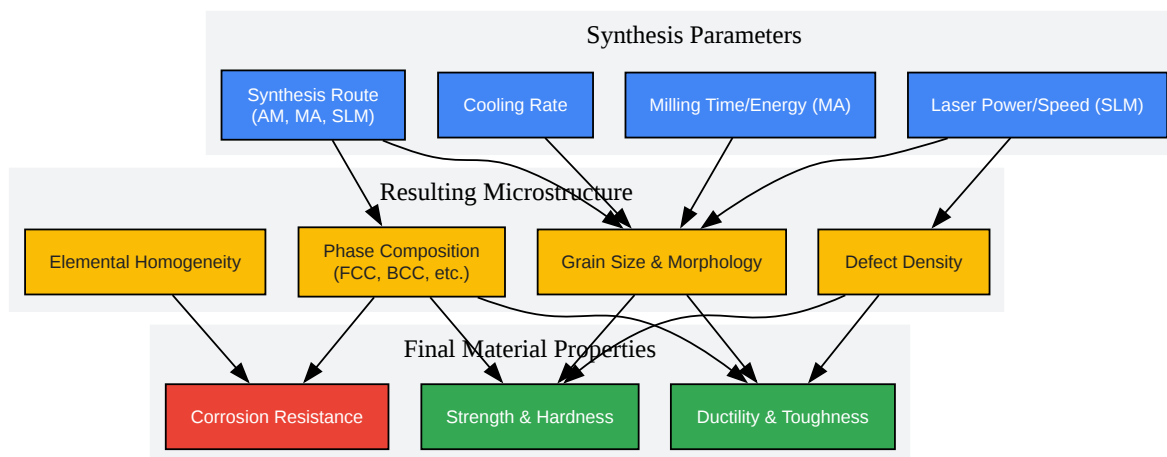 Synthesis Parameters
Synthesis Route
(AM, MA, SLM)
Cooling Rate
Milling Time/Energy (MA)
Laser Power/Speed (SLM)
Resulting Microstructure
Elemental Homogeneity
Phase Composition
(FCC, BCC, etc.)
Grain Size & Morphology
Defect Density
Final Material Properties
Corrosion Resistance
Strength & Hardness
Ductility & Toughness